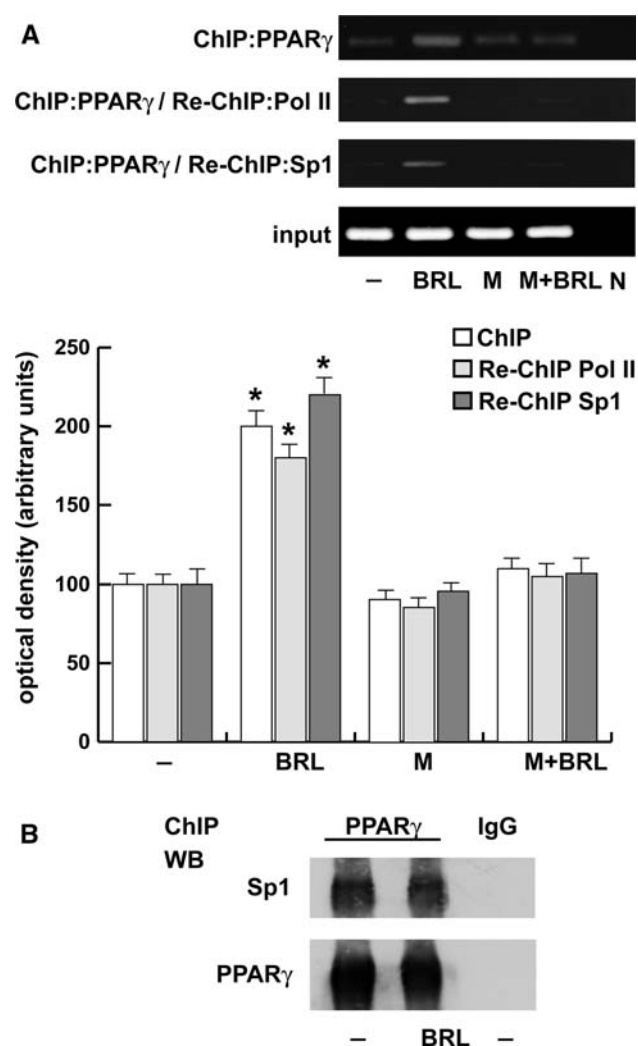 A
ChIP:PPARγ
ChIP:PPARγ / Re-ChIP:Pol II
ChIP:PPARγ / Re-ChIP:Sp1
input
– BRL M M+BRL N
optical density (arbitrary units)
250
200
150
100
50
0
ChIP
Re-ChIP Pol II
Re-ChIP Sp1
* * *
– BRL M M+BRL
B
ChIP PPARγ IgG
WB
Sp1
PPARγ
– BRL –